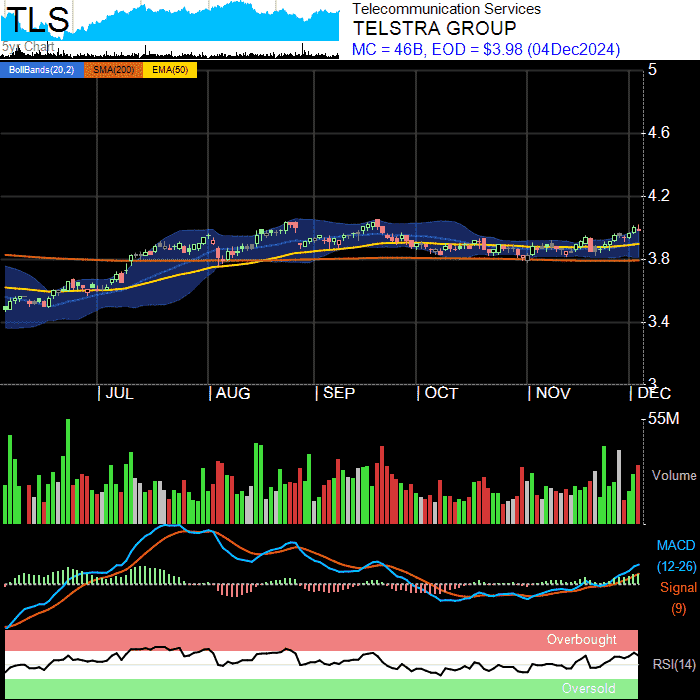 TLS
5yr Chart
Telecommunication Services
TELSTRA GROUP
MC = 46B, EOD = $3.98 (04Dec2024)
BollBands(20,2) SMA(200) EMA(50)
5
4.6
4.2
3.8
3.4
3
JUL AUG SEP OCT NOV DEC
55M
Volume
MACD
(12-26)
Signal
(9)
Overbought
RSI(14)
Oversold